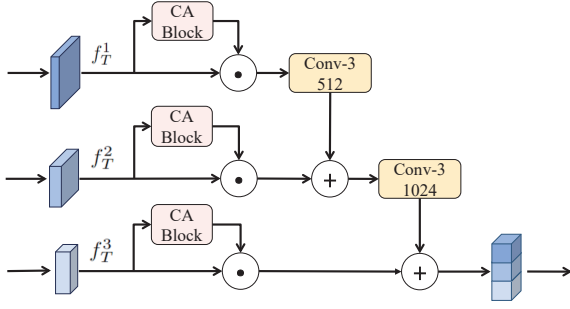 CA
Block
f_T^1
Conv-3
512
CA
Block
f_T^2
Conv-3
1024
CA
Block
f_T^3